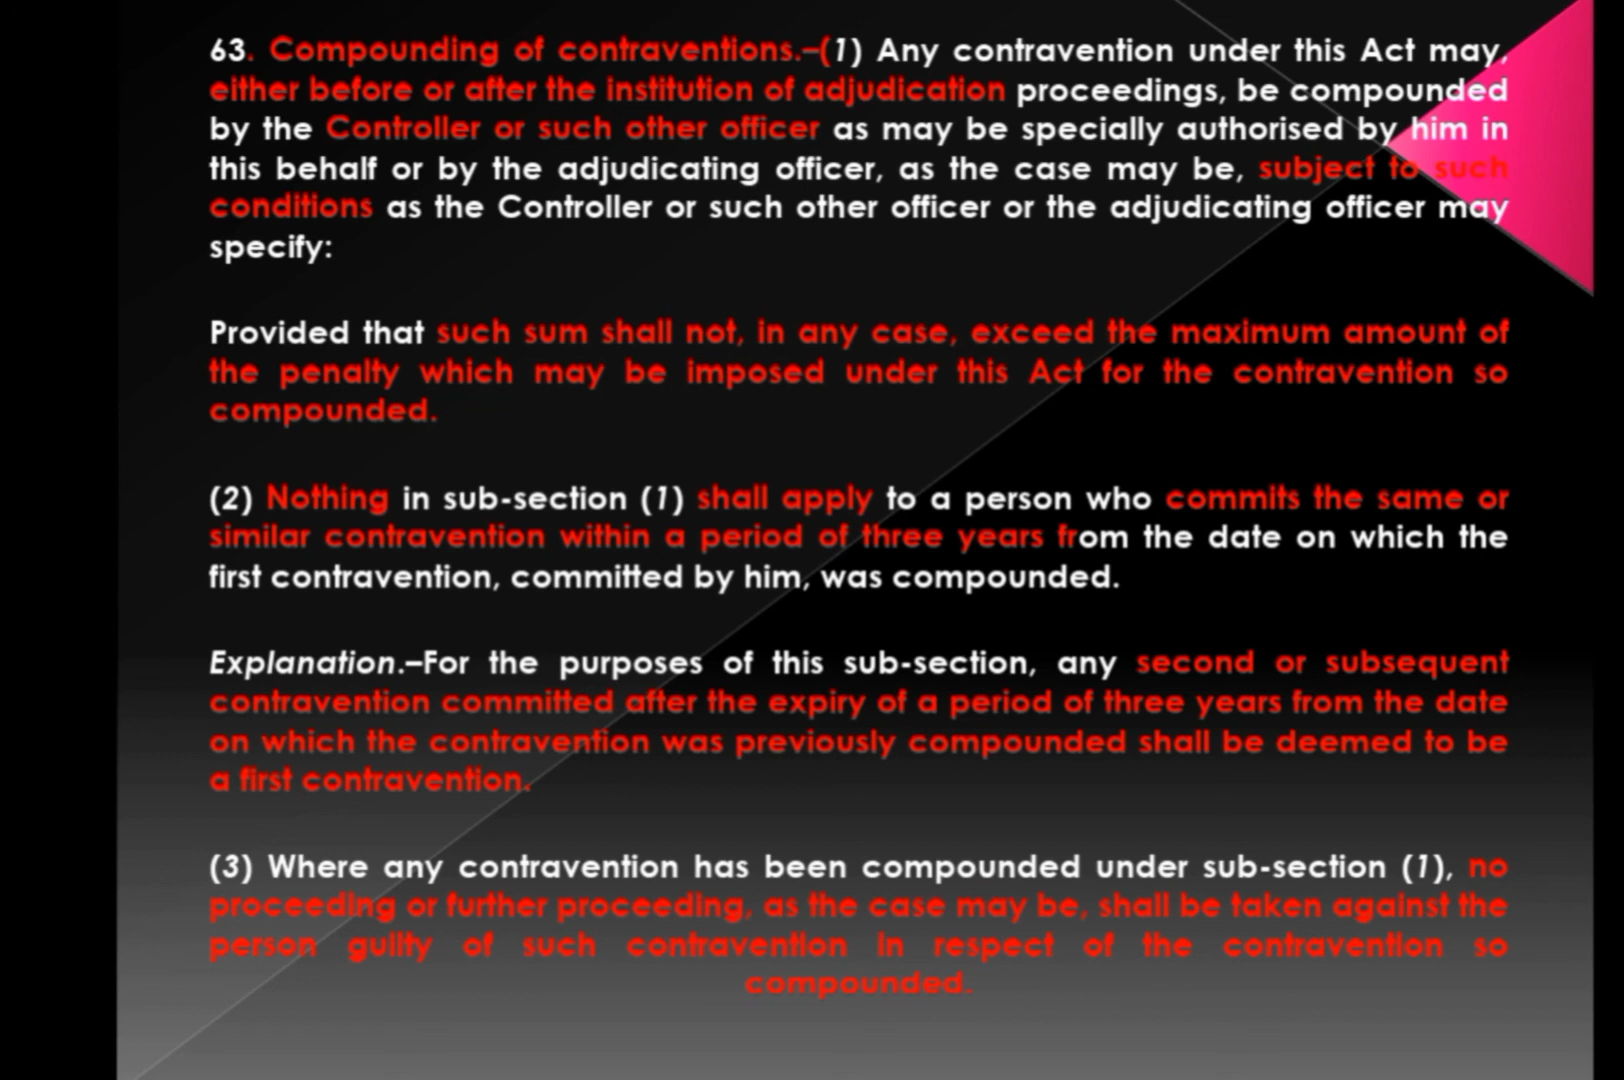 63. Compounding of contraventions.–(1) Any contravention under this Act may,
either before or after the institution of adjudication proceedings, be compounded
by the Controller or such other officer as may be specially authorised by him in
this behalf or by the adjudicating officer, as the case may be, subject to such
conditions as the Controller or such other officer or the adjudicating officer may
specify:
Provided that such sum shall not, in any case, exceed the maximum amount of
the penalty which may be imposed under this Act for the contravention so
compounded.
(2) Nothing in sub-section (1) shall apply to a person who commits the same or
similar contravention within a period of three years from the date on which the
first contravention, committed by him, was compounded.
Explanation.–For the purposes of this sub-section, any second or subsequent
contravention committed after the expiry of a period of three years from the date
on which the contravention was previously compounded shall be deemed to be
a first contravention.
(3) Where any contravention has been compounded under sub-section (1), no
proceeding or further proceeding, as the case may be, shall be taken against the
person guilty of such contravention in respect of the contravention so
compounded.